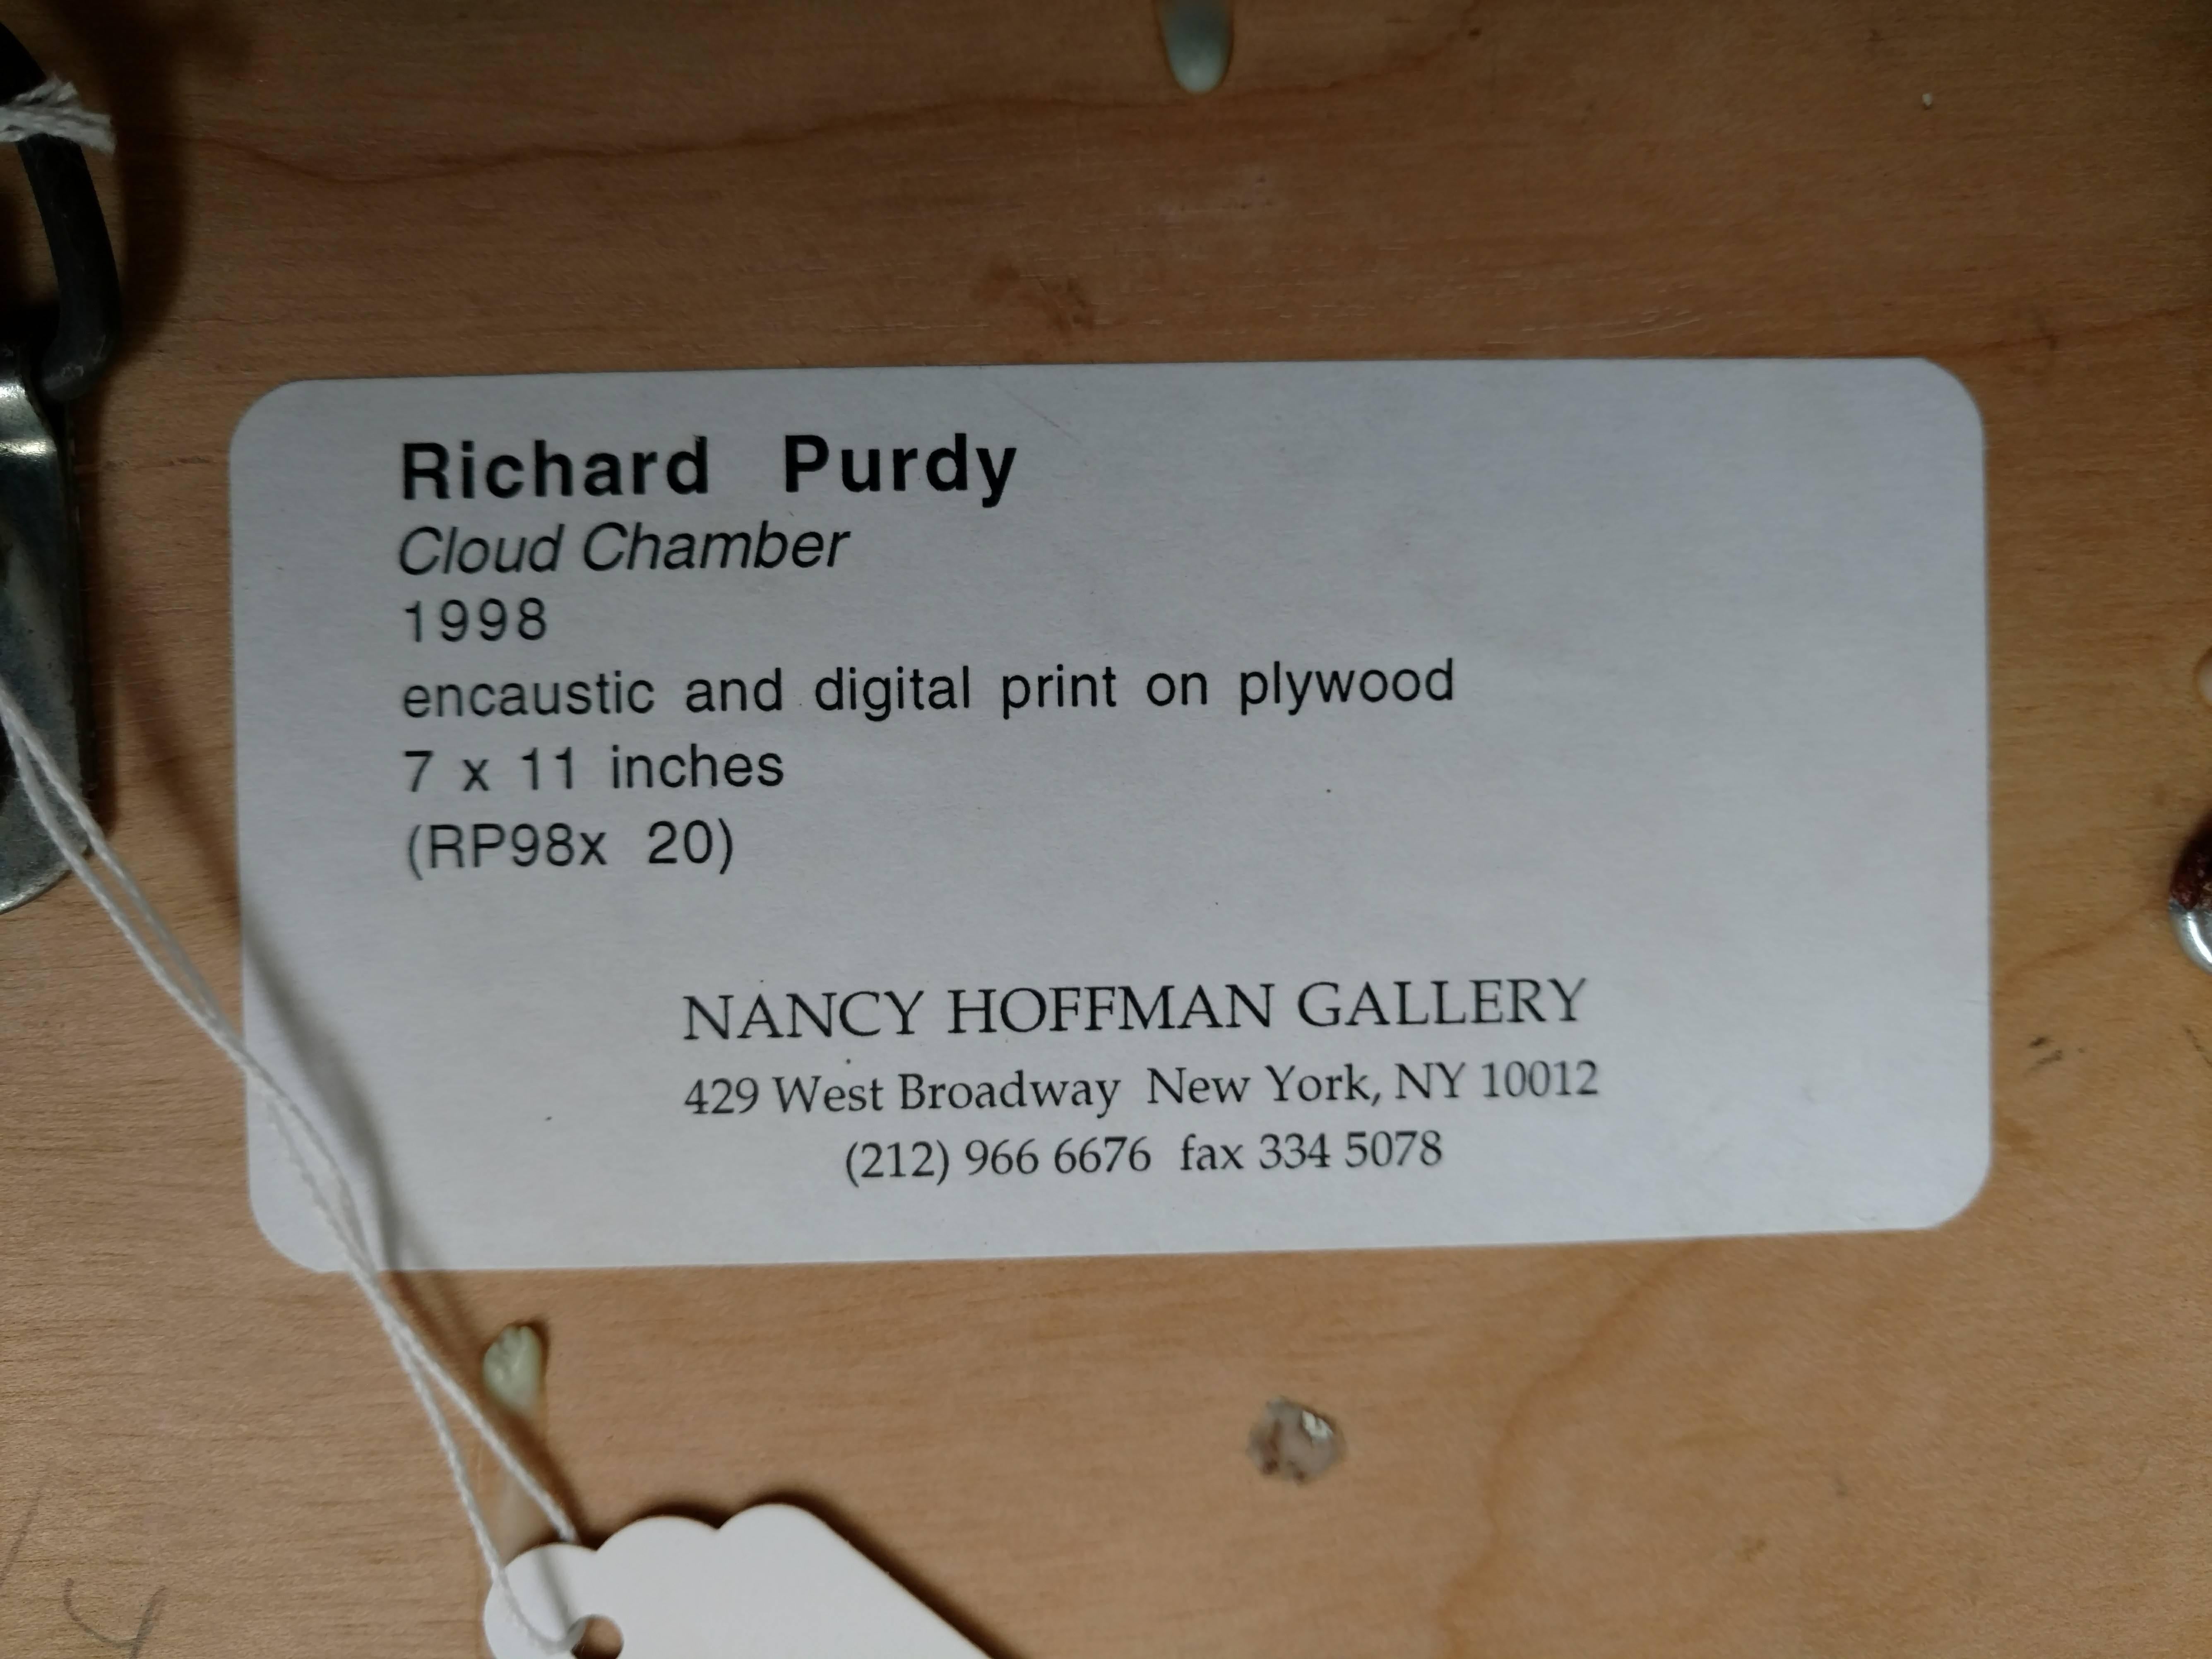 Richard Purdy
Cloud Chamber
1998
encaustic and digital print on plywood
7 x 11 inches
(RP98x 20)
NANCY HOFFMAN GALLERY
429 West Broadway New York, NY 10012
(212) 966 6676 fax 334 5078